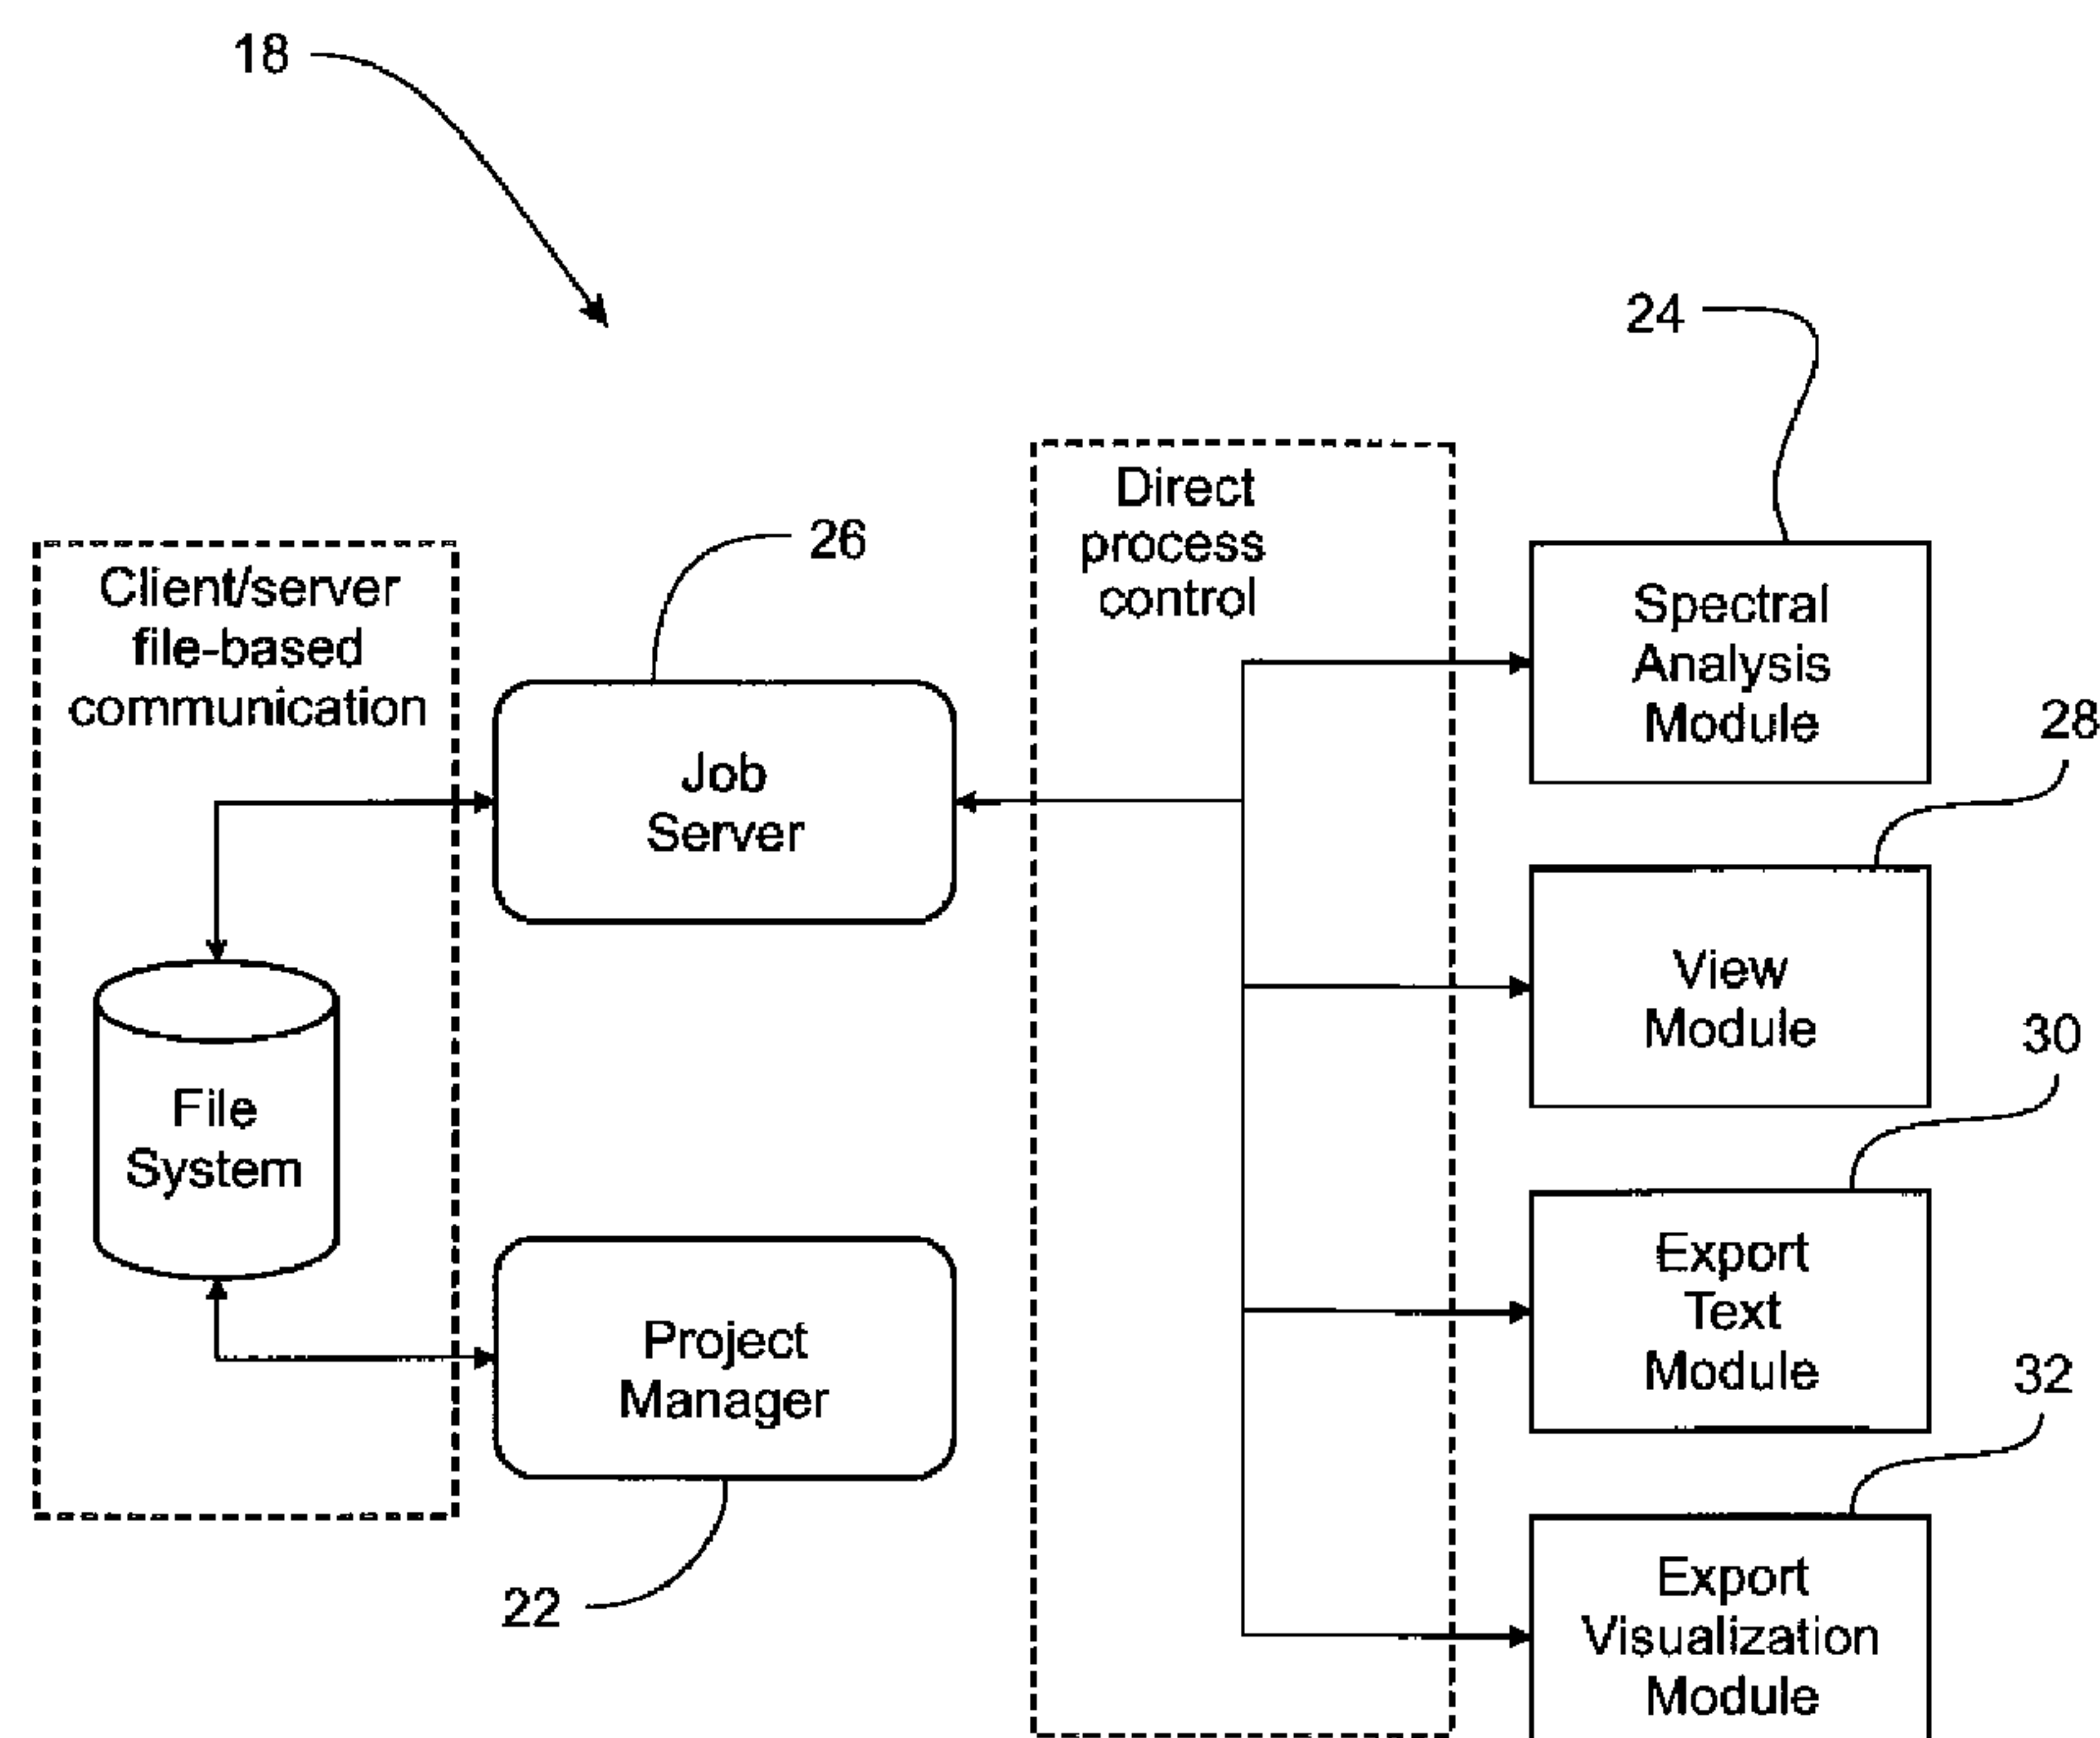 18
24
Direct
process
control
26
Client/server
file-based
communication
Spectral
Analysis
Module
28
Job
Server
View
Module
30
File
System
Export
Text
Module
Project
Manager
32
22
Export
Visualization
Module